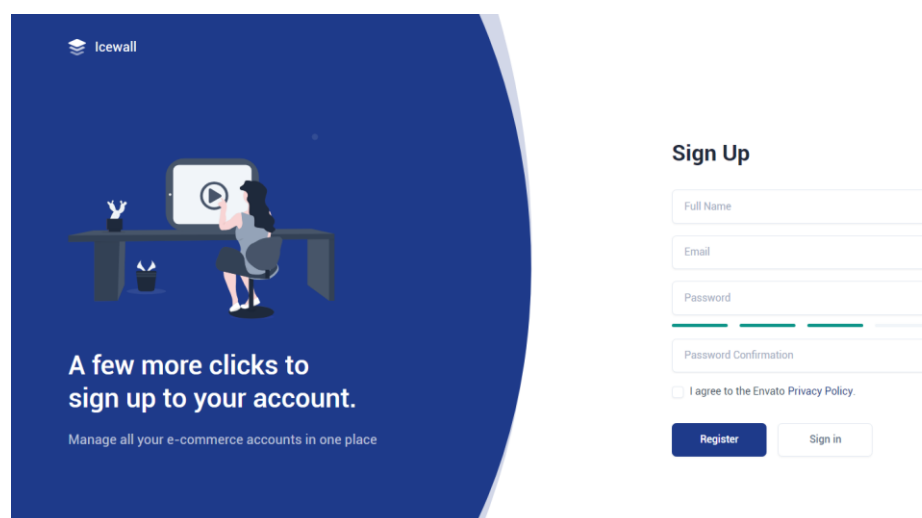 Icewall
A few more clicks to
sign up to your account.
Manage all your e-commerce accounts in one place
Sign Up
Full Name
Email
Password
Password Confirmation
I agree to the Envato Privacy Policy.
Register
Sign in